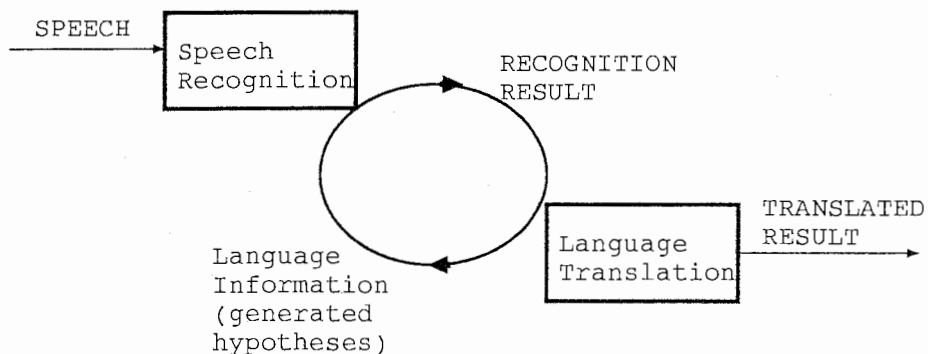 SPEECH
Speech
Recognition
RECOGNITION
RESULT
Language
Information
(generated
hypotheses)
Language
Translation
TRANSLATED
RESULT